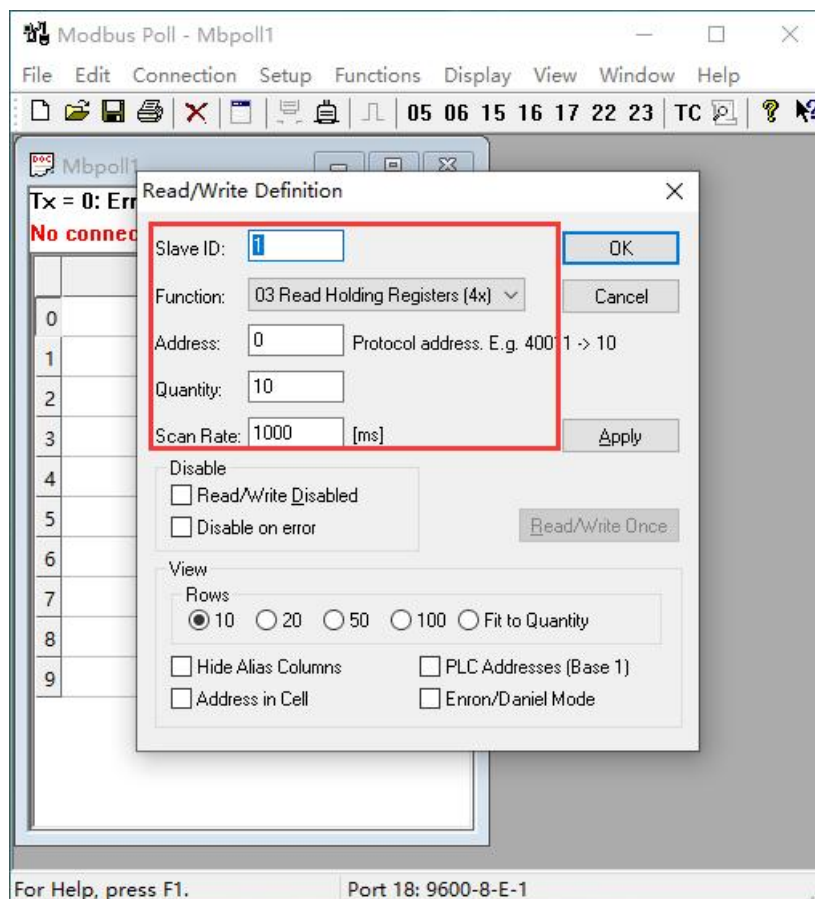 Modbus Poll - Mbpoll1
File Edit Connection Setup Functions Display View Window Help
05 06 15 16 17 22 23 TC
Mbpoll1
Tx = 0: Err
No connec
Read/Write Definition
Slave ID: 1
OK
Function: 03 Read Holding Registers (4x)
Cancel
Address: 0 Protocol address. E.g. 40011 -> 10
Quantity: 10
Scan Rate: 1000 [ms]
Apply
Disable
Read/Write Disabled
Disable on error
Read/Write Once
View
Rows
10 20 50 100 Fit to Quantity
Hide Alias Columns PLC Addresses (Base 1)
Address in Cell Enron/Daniel Mode
0
1
2
3
4
5
6
7
8
9
For Help, press F1. Port 18: 9600-8-E-1